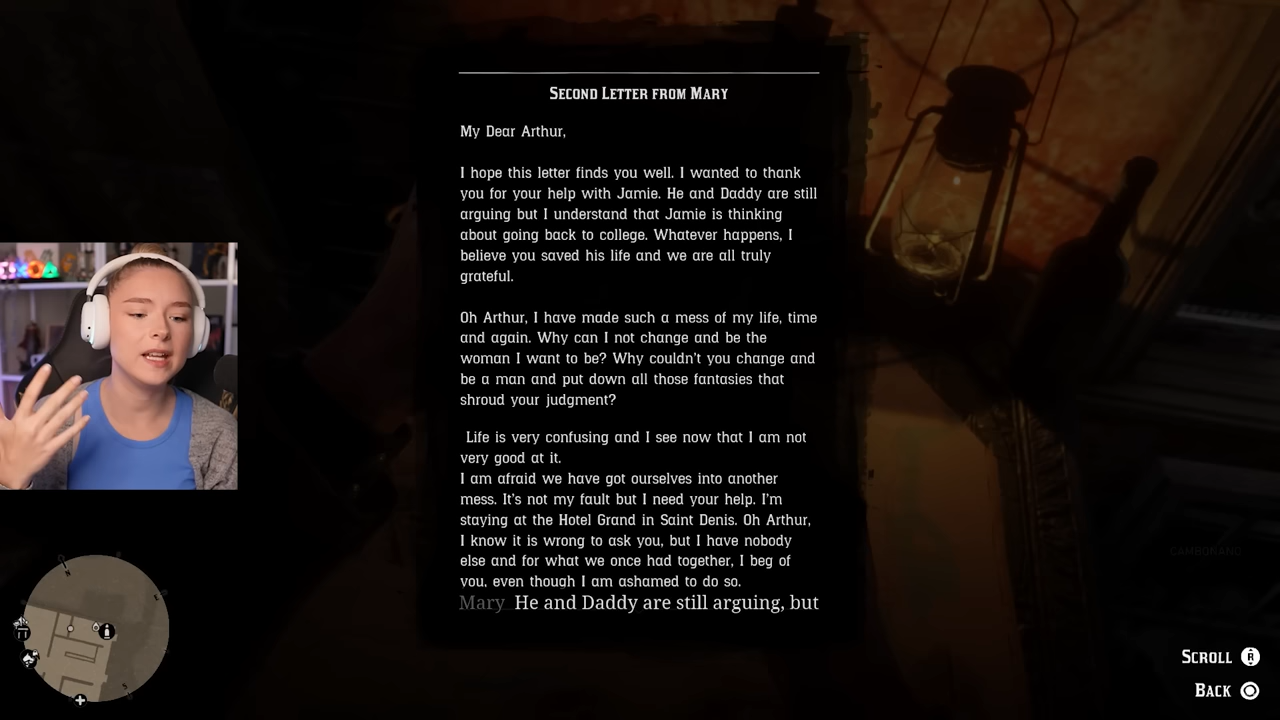 SECOND LETTER FROM MARY
My Dear Arthur,
I hope this letter finds you well. I wanted to thank
you for your help with Jamie. He and Daddy are still
arguing but I understand that Jamie is thinking
about going back to college. Whatever happens, I
believe you saved his life and we are all truly
grateful.
Oh Arthur, I have made such a mess of my life, time
and again. Why can I not change and be the
woman I want to be? Why couldn't you change and
be a man and put down all those fantasies that
shroud your judgment?
Life is very confusing and I see now that I am not
very good at it.
I am afraid we have got ourselves into another
mess. It's not my fault but I need your help. I'm
staying at the Hotel Grand in Saint Denis. Oh Arthur,
I know it is wrong to ask you, but I have nobody
else and for what we once had together, I beg of
you, even though I am ashamed to do so.
Mary He and Daddy are still arguing, but
CAMBONAND
SCROLL R
BACK